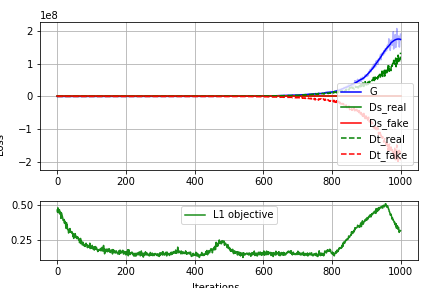 1e8
2
1
0
−1
−2
0
200
400
600
800
1000
G
Ds_real
Ds_fake
Dt_real
Dt_fake
Loss
0.50
0.25
L1 objective
0
200
400
600
800
1000
Iterations